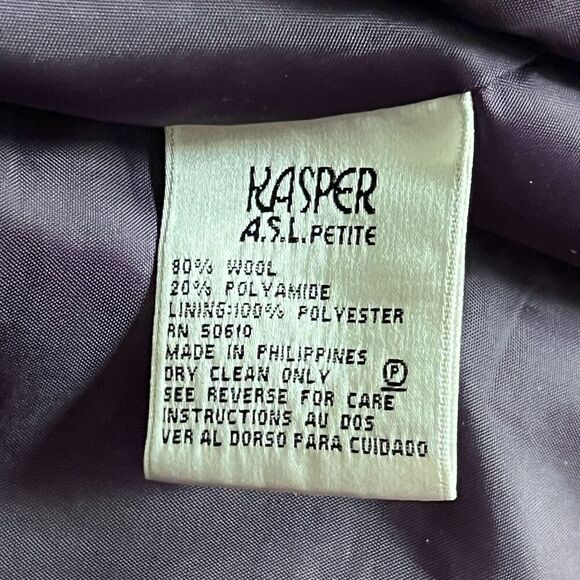 KASPER
A.S.L. PETITE
80% WOOL
20% POLYAMIDE
LINING:100% POLYESTER
RN 50610
MADE IN PHILIPPINES
DRY CLEAN ONLY P
SEE REVERSE FOR CARE
INSTRUCTIONS AU DOS
VER AL DORSO PARA CUIDADO